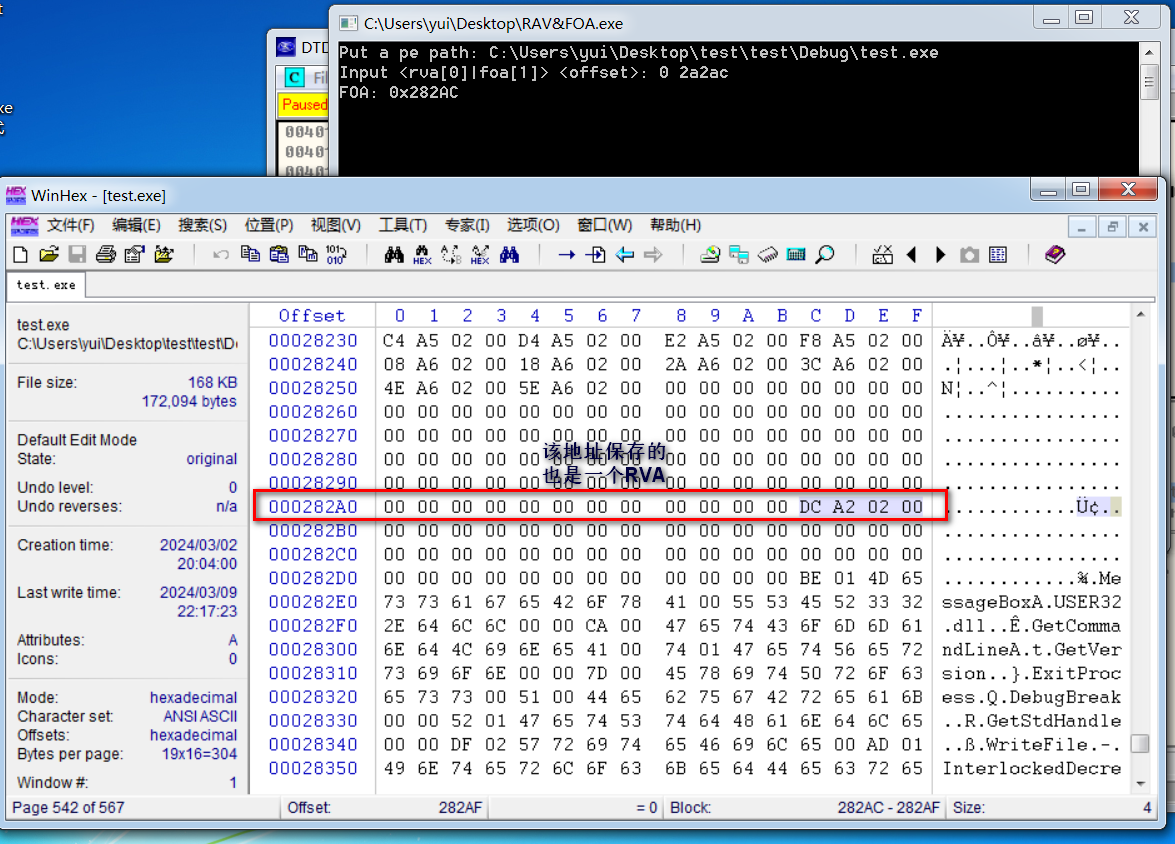 C:\Users\yui\Desktop\RAV&FOA.exe
Put a pe path: C:\Users\yui\Desktop\test\test\Debug\test.exe
Input <rva[0]|foa[1]> <offset>: 0 2a2ac
FOA: 0x282AC
DTD
C Fil
Paused
0040
0040
0040
xe
WinHex - [test.exe]
文件(F) 编辑(E) 搜索(S) 位置(P) 视图(V) 工具(T) 专家(I) 选项(O) 窗口(W) 帮助(H)
test.exe
test.exe
C:\Users\yui\Desktop\test\test\De
File size: 168 KB
172,094 bytes
Default Edit Mode
State: original
Undo level: 0
Undo reverses: n/a
Creation time: 2024/03/02
20:04:00
Last write time: 2024/03/09
22:17:23
Attributes: A
Icons: 0
Mode: hexadecimal
Character set: ANSI ASCII
Offsets: hexadecimal
Bytes per page: 19x16=304
Window #: 1
Offset 0 1 2 3 4 5 6 7 8 9 A B C D E F
00028230 C4 A5 02 00 D4 A5 02 00 E2 A5 02 00 F8 A5 02 00 Ä¥..Ô¥..â¥..ø¥..
00028240 08 A6 02 00 18 A6 02 00 2A A6 02 00 3C A6 02 00 .¦...¦..*¦..<¦..
00028250 4E A6 02 00 5E A6 02 00 00 00 00 00 00 00 00 00 N¦..^¦..........
00028260 00 00 00 00 00 00 00 00 00 00 00 00 00 00 00 00 ................
00028270 00 00 00 00 00 00 00 00 00 00 00 00 00 00 00 00 ................
该地址保存的
00028280 00 00 00 00 00 00 00 00 00 00 00 00 00 00 00 00 ................
也是一个RVA
00028290 00 00 00 00 00 00 00 00 00 00 00 00 00 00 00 00 ................
000282A0 00 00 00 00 00 00 00 00 00 00 00 00 DC A2 02 00 ............Ü¢..
000282B0 00 00 00 00 00 00 00 00 00 00 00 00 00 00 00 00 ................
000282C0 00 00 00 00 00 00 00 00 00 00 00 00 00 00 00 00 ................
000282D0 00 00 00 00 00 00 00 00 00 00 00 00 BE 01 4D 65 ............¾.Me
000282E0 73 73 61 67 65 42 6F 78 41 00 55 53 45 52 33 32 ssageBoxA.USER32
000282F0 2E 64 6C 6C 00 00 CA 00 47 65 74 43 6F 6D 6D 61 .dll..Ê.GetComma
00028300 6E 64 4C 69 6E 65 41 00 74 01 47 65 74 56 65 72 ndLineA.t.GetVer
00028310 73 69 6F 6E 00 00 7D 00 45 78 69 74 50 72 6F 63 sion..}.ExitProc
00028320 65 73 73 00 51 00 44 65 62 75 67 42 72 65 61 6B ess.Q.DebugBreak
00028330 00 00 52 01 47 65 74 53 74 64 48 61 6E 64 6C 65 ..R.GetStdHandle
00028340 00 00 DF 02 57 72 69 74 65 46 69 6C 65 00 AD 01 ..ß.WriteFile.-.
00028350 49 6E 74 65 72 6C 6F 63 6B 65 64 44 65 63 72 65 InterlockedDecre
Page 542 of 567 Offset: 282AF = 0 Block: 282AC - 282AF Size: 4